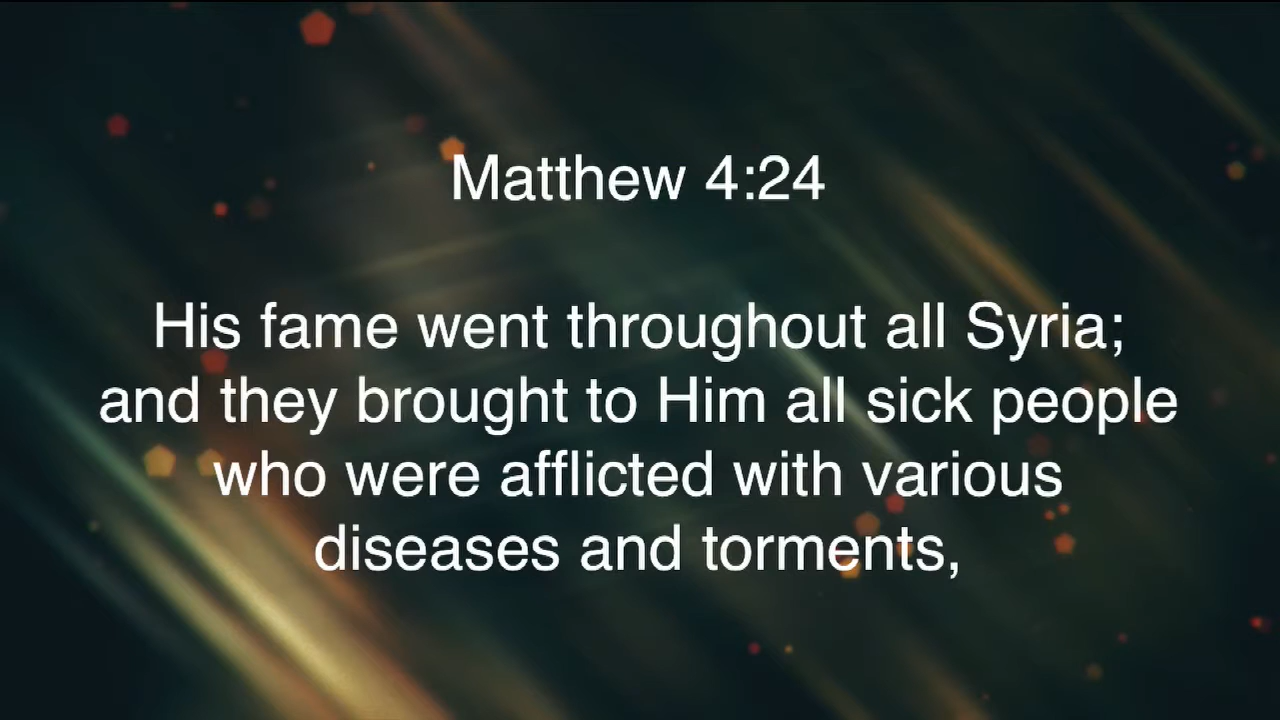 Matthew 4:24
His fame went throughout all Syria;
and they brought to Him all sick people
who were afflicted with various
diseases and torments,